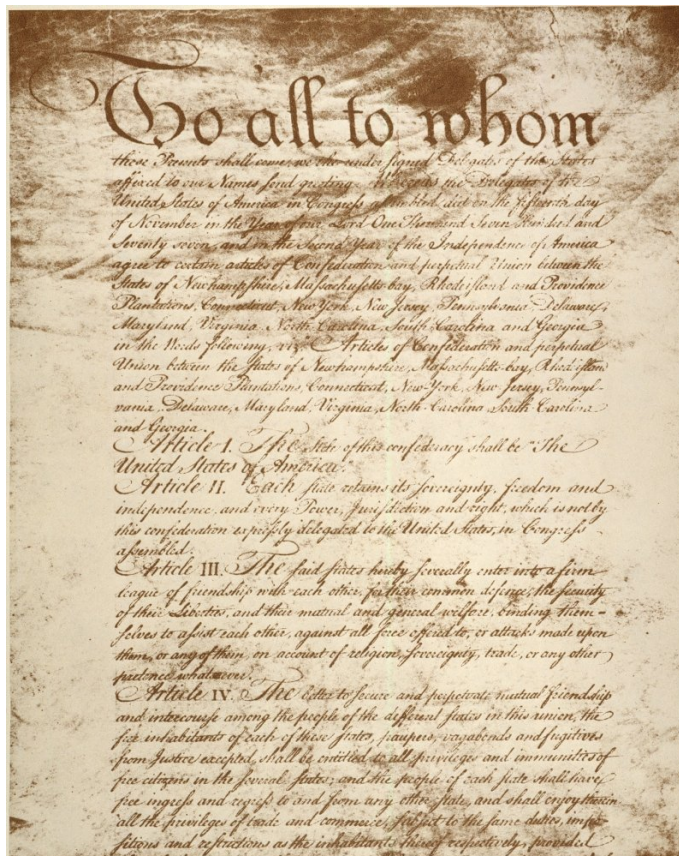 To all to whom
these Presents shall come, we the under signed Delegates of the States
affixed to our Names send greeting. Whereas the Delegates of the
United States of America in Congress assembled did on the fifteenth day
of November in the Year of our Lord One Thousand Seven Hundred and
Seventy seven, and in the Second Year of the Independence of America
agree to certain articles of Confederation and perpetual Union between the
States of Newhampshire, Massachusetts-bay, Rhodeisland and Providence
Plantations, Connecticut, New York, New Jersey, Pennsylvania, Delaware,
Maryland, Virginia, North-Carolina, South-Carolina and Georgia
in the Words following, viz. Articles of Confederation and perpetual
Union between the States of Newhampshire, Massachusetts-bay, Rhodeisland
and Providence Plantations, Connecticut, New-York, New-Jersey, Pennsyl-
vania, Delaware, Maryland, Virginia, North-Carolina, South-Carolina
and Georgia.
Article I. The Stile of this confederacy shall be "The
United States of America."
Article II. Each state retains its sovereignty, freedom and
independence, and every Power, Jurisdiction and right, which is not by
this confederation expressly delegated to the United States, in Congress
assembled.
Article III. The said states hereby severally enter into a firm
league of friendship with each other, for their common defence, the security
of their Liberties, and their mutual and general welfare, binding them-
selves to assist each other, against all force offered to, or attacks made upon
them, or any of them, on account of religion, sovereignty, trade, or any other
pretence whatever.
Article IV. The better to secure and perpetuate mutual friendship
and intercourse among the people of the different states in this union, the
free inhabitants of each of these states, paupers, vagabonds and fugitives
from Justice excepted, shall be entitled to all privileges and immunities of
free citizens in the several states; and the people of each state shall have
free ingress and regress to and from any other state, and shall enjoy therein
all the privileges of trade and commerce, subject to the same duties, impo-
sitions and restrictions as the inhabitants thereof respectively, provided